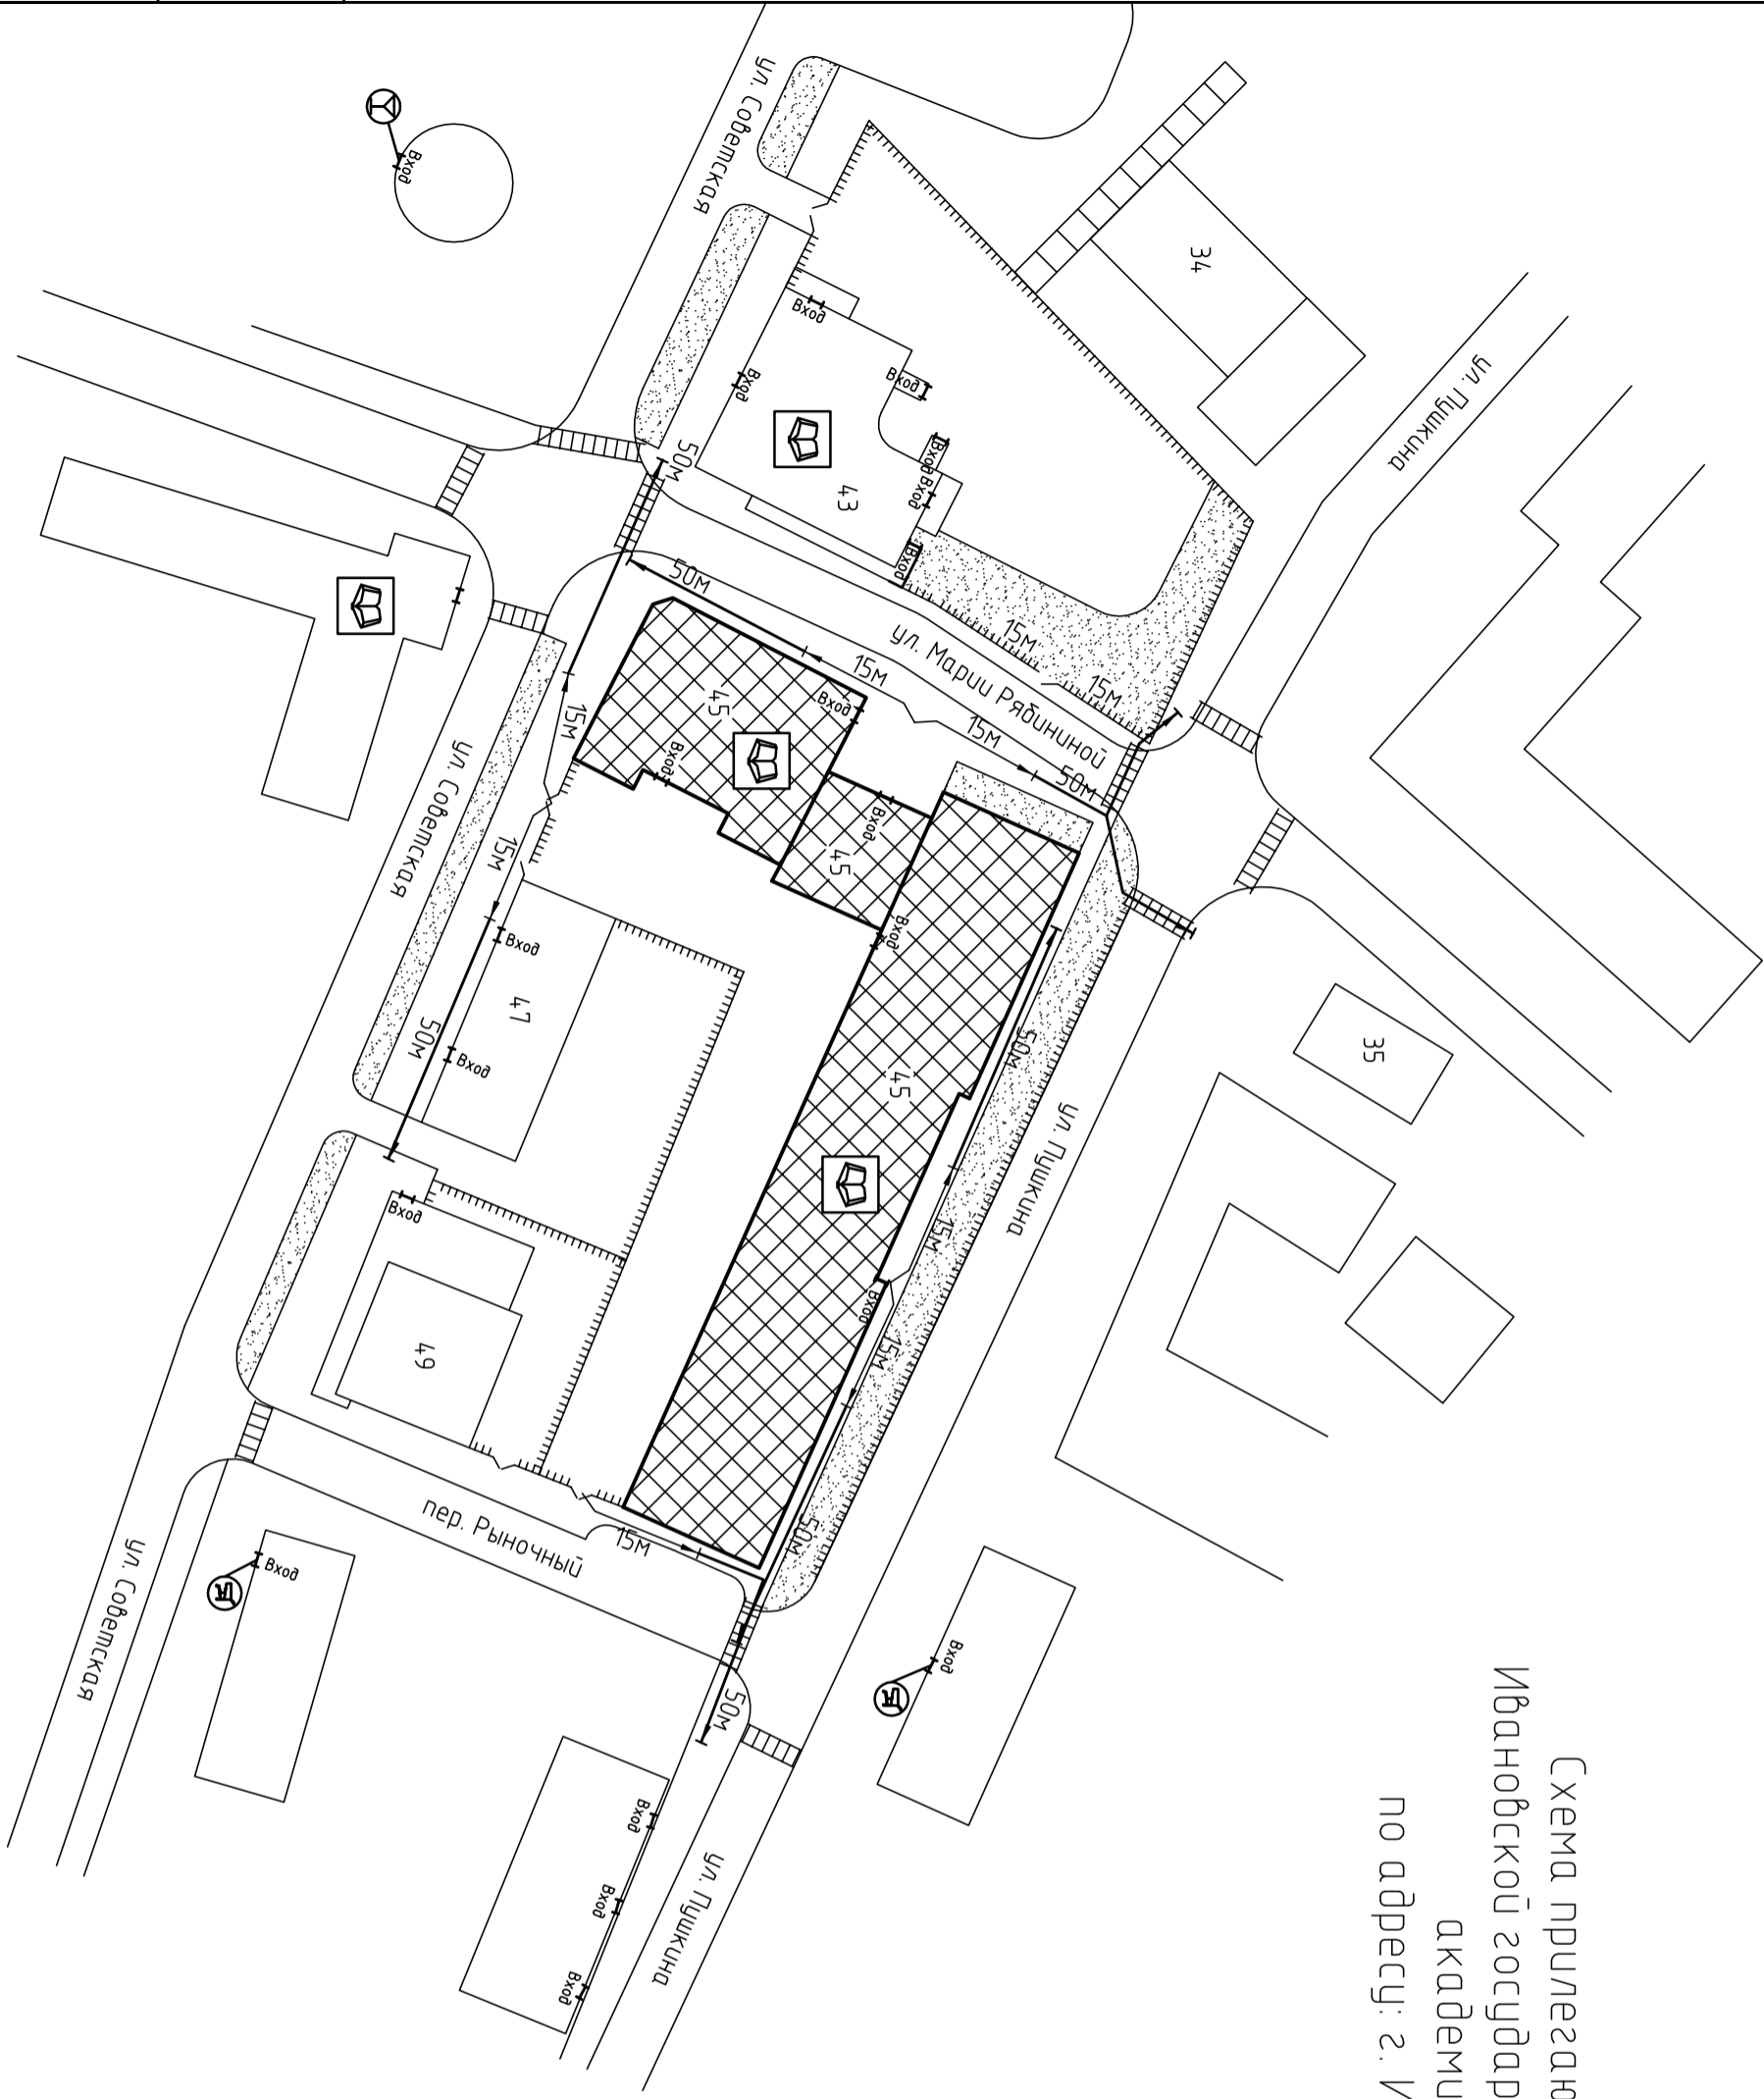 Схема прилегаю
Ивановской государ
академи
по адресу: г. И
ул. Пушкина
34
35
ул. Советская
Вход
Вход
Вход
Вход
Вход
Вход
43
50м
50м
15м
15м
ул. Марии Рябининой
15м
15м
50м
Вход
45
Вход
Вход
45
Вход
45
Вход
50м
15м
15м
50м
ул. Пушкина
15м
15м
50м
ул. Советская
Вход
47
Вход
Вход
49
15м
пер. Рыночный
50м
Вход
Вход
Вход
ул. Советская
Вход
Вход
Вход
ул. Пушкина